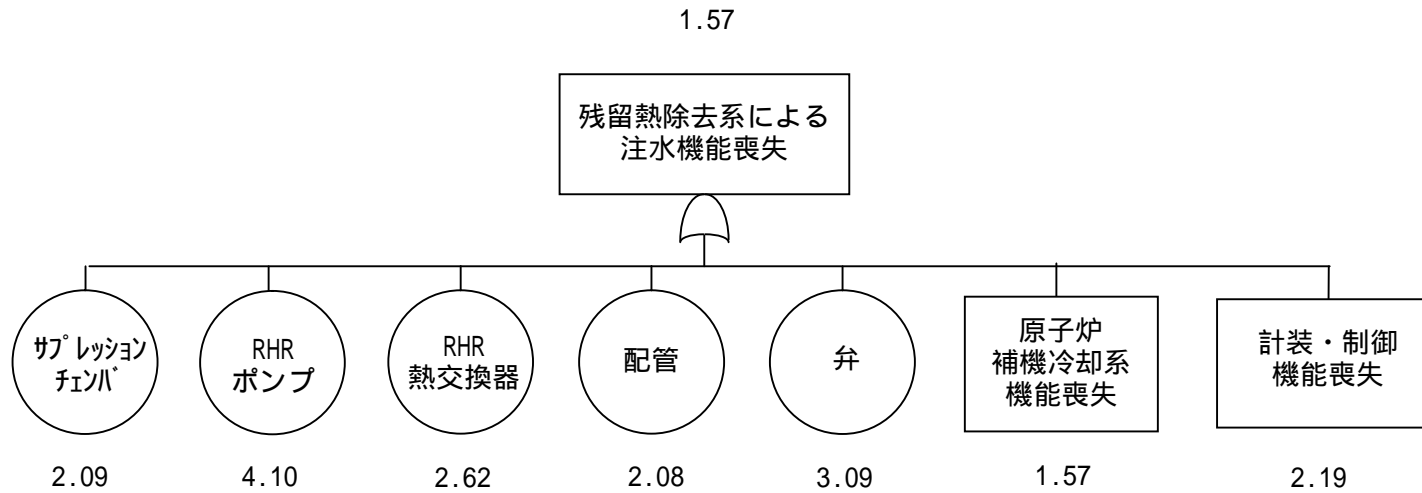 1.57
残留熱除去系による
注水機能喪失
ｻﾌﾟﾚｯｼｮﾝ
ﾁｪﾝﾊﾞ
RHR
ポンプ
RHR
熱交換器
配管
弁
原子炉
補機冷却系
機能喪失
計装・制御
機能喪失
2.09
4.10
2.62
2.08
3.09
1.57
2.19